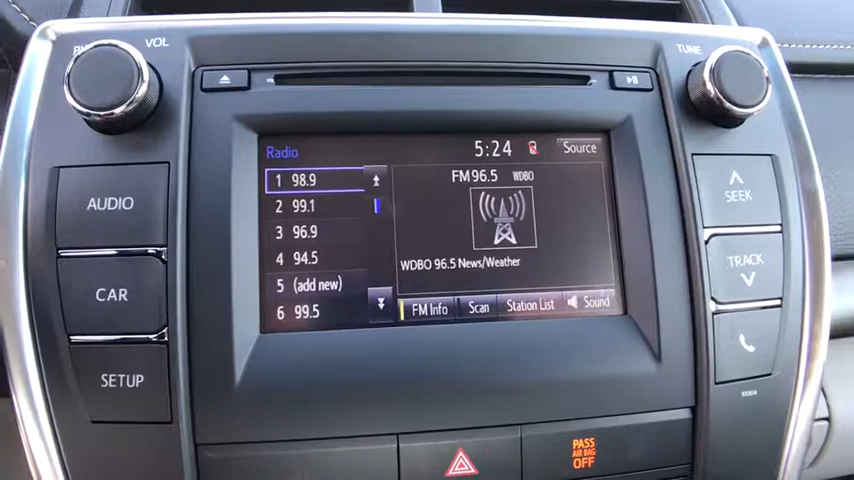 VOL
TUNE
Radio
5:24
Source
1 98.9
2 99.1
3 96.9
4 94.5
5 (add new)
6 99.5
FM 96.5 WDBO
WDBO 96.5 News/Weather
FM Info
Scan
Station List
Sound
AUDIO
CAR
SETUP
SEEK
TRACK
PASS
AIR BAG
OFF